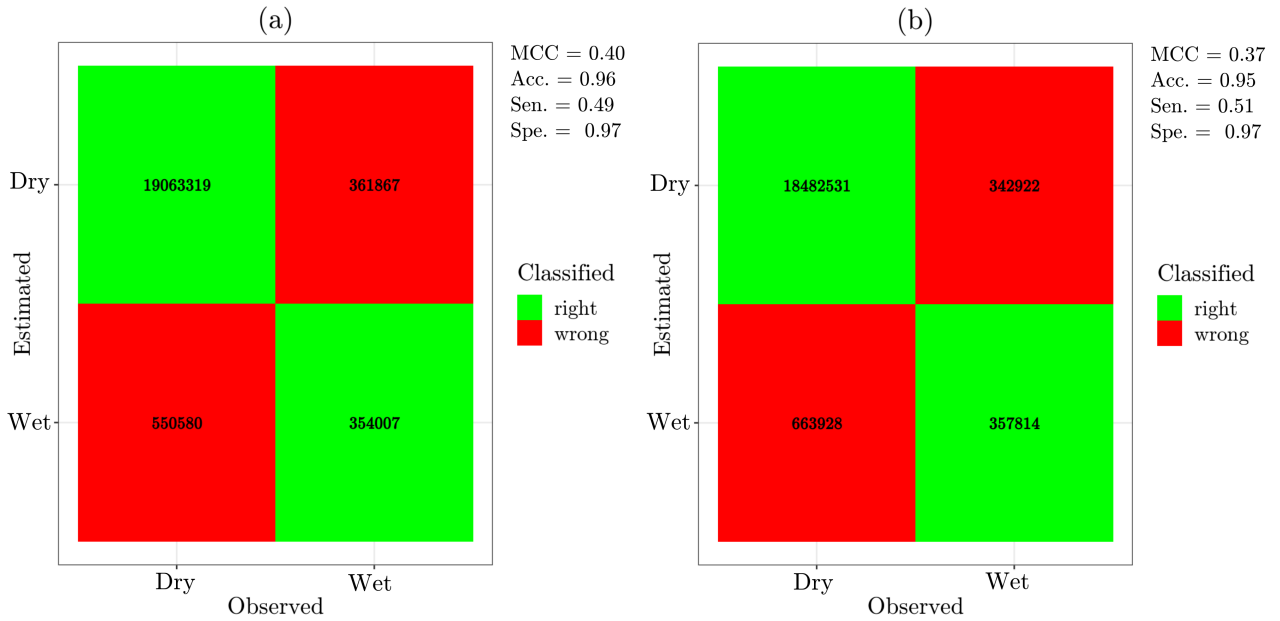 (a)
MCC = 0.40
Acc. = 0.96
Sen. = 0.49
Spe. = 0.97
Dry
19063319
361867
Estimated
Classified
right
wrong
Wet
550580
354007
Dry
Wet
Observed
(b)
MCC = 0.37
Acc. = 0.95
Sen. = 0.51
Spe. = 0.97
Dry
18482531
342922
Estimated
Classified
right
wrong
Wet
663928
357814
Dry
Wet
Observed